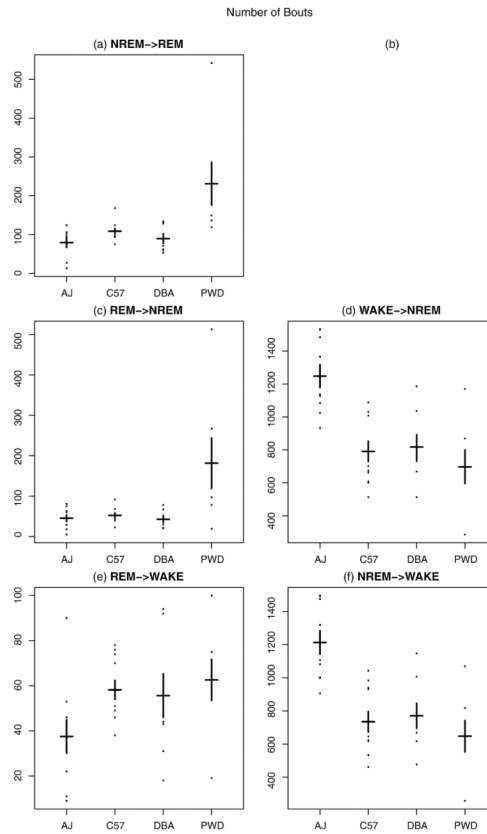 Number of Bouts
(a) NREM−>REM
(b)
500
400
300
200
100
0
AJ C57 DBA PWD
(c) REM−>NREM
(d) WAKE−>NREM
500
400
300
200
100
0
AJ C57 DBA PWD
1400
1200
1000
800
600
400
AJ C57 DBA PWD
(e) REM−>WAKE
(f) NREM−>WAKE
100
80
60
40
20
AJ C57 DBA PWD
1400
1200
1000
800
600
400
AJ C57 DBA PWD